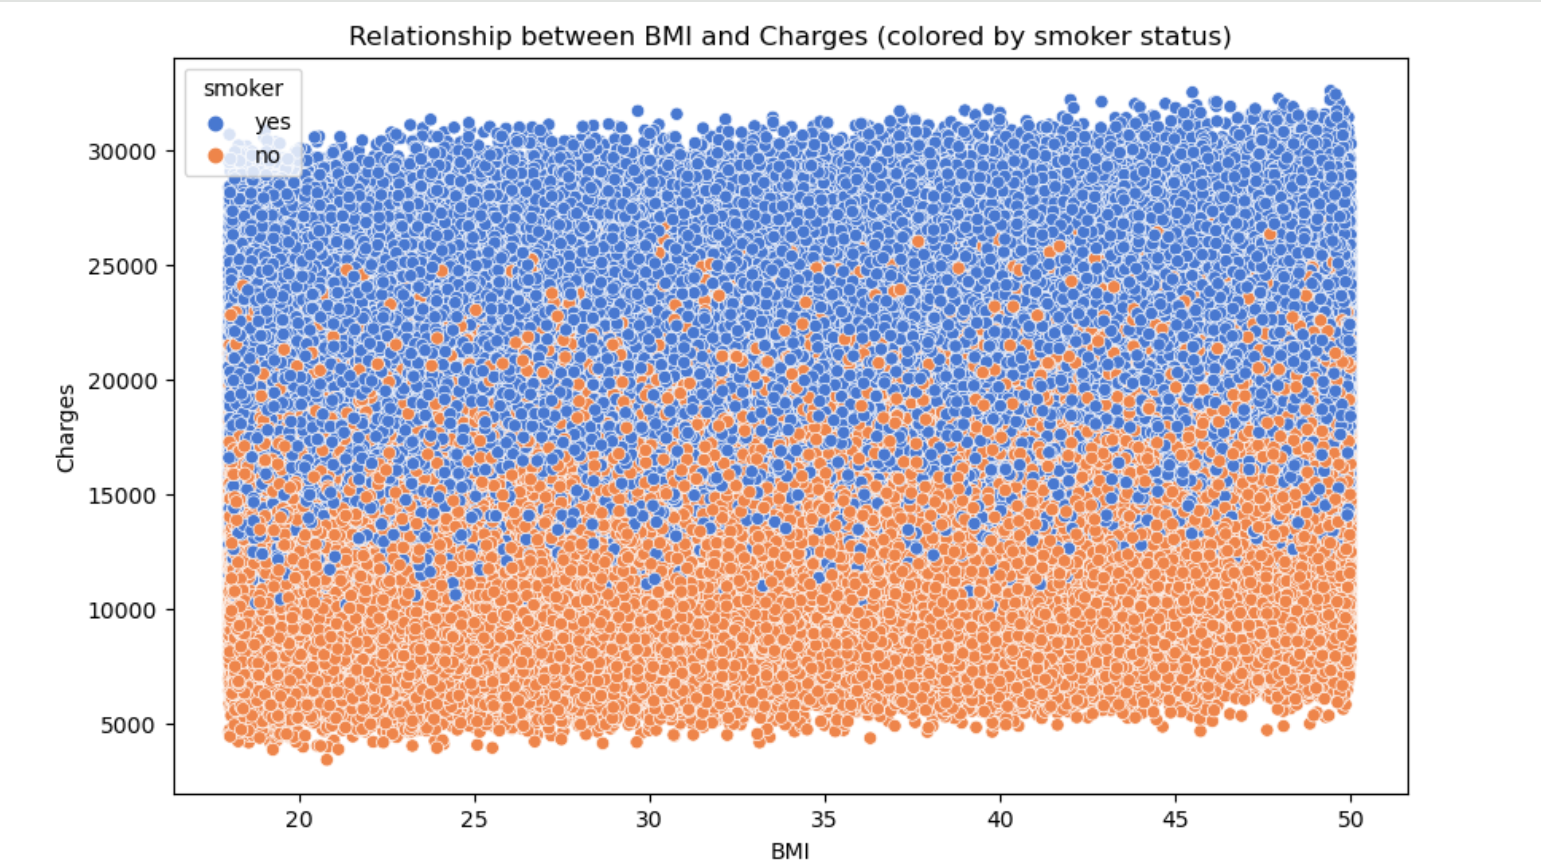 Relationship between BMI and Charges (colored by smoker status)
smoker
yes
no
30000
25000
20000
15000
10000
5000
Charges
20 25 30 35 40 45 50
BMI